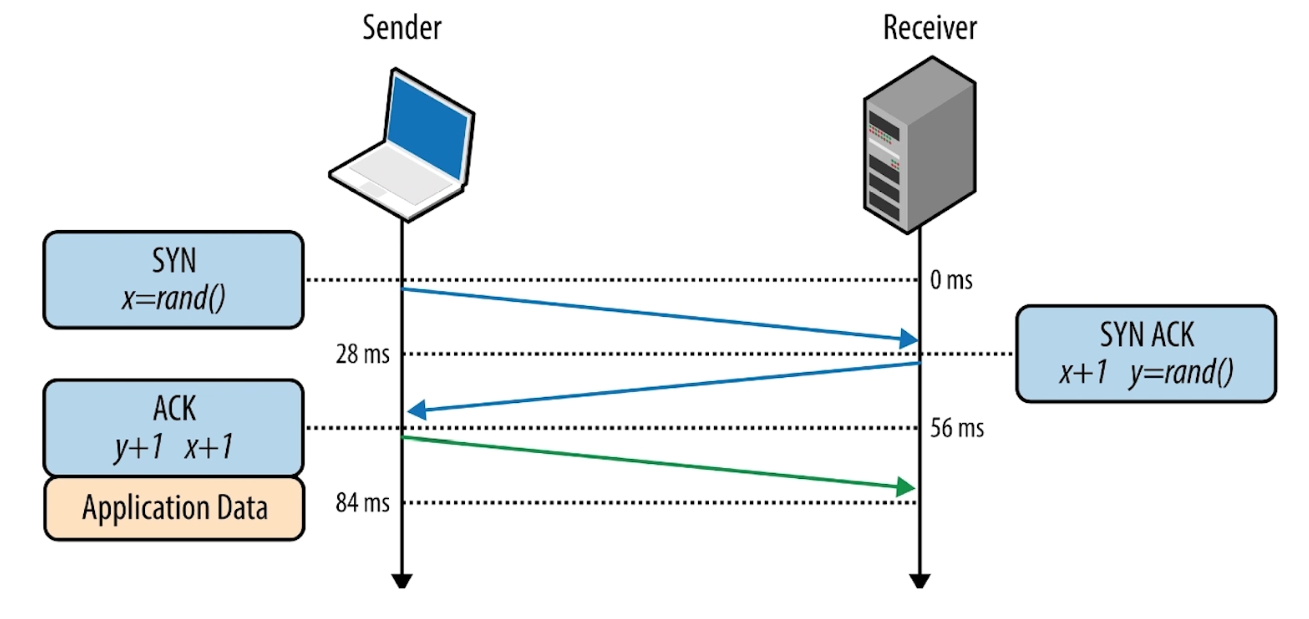 Sender
Receiver
SYN
x=rand()
0 ms
28 ms
SYN ACK
x+1 y=rand()
ACK
y+1 x+1
56 ms
Application Data
84 ms